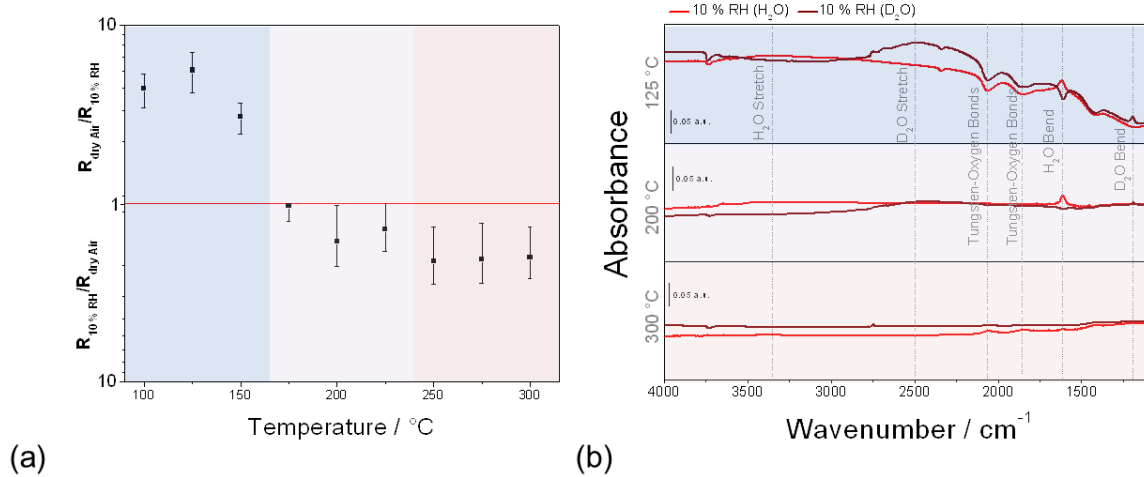 10
1
10
R_dry Air/R_10 % RH
R_10 % RH/R_dry Air
100 150 200 250 300
Temperature / °C
(a)
10 % RH (H₂O) 10 % RH (D₂O)
Absorbance
125 °C
200 °C
300 °C
0.05 a.u.
0.05 a.u.
0.05 a.u.
H₂O Stretch
D₂O Stretch
Tungsten-Oxygen Bonds
Tungsten-Oxygen Bonds
H₂O Bend
D₂O Bend
4000 3500 3000 2500 2000 1500
Wavenumber / cm⁻¹
(b)